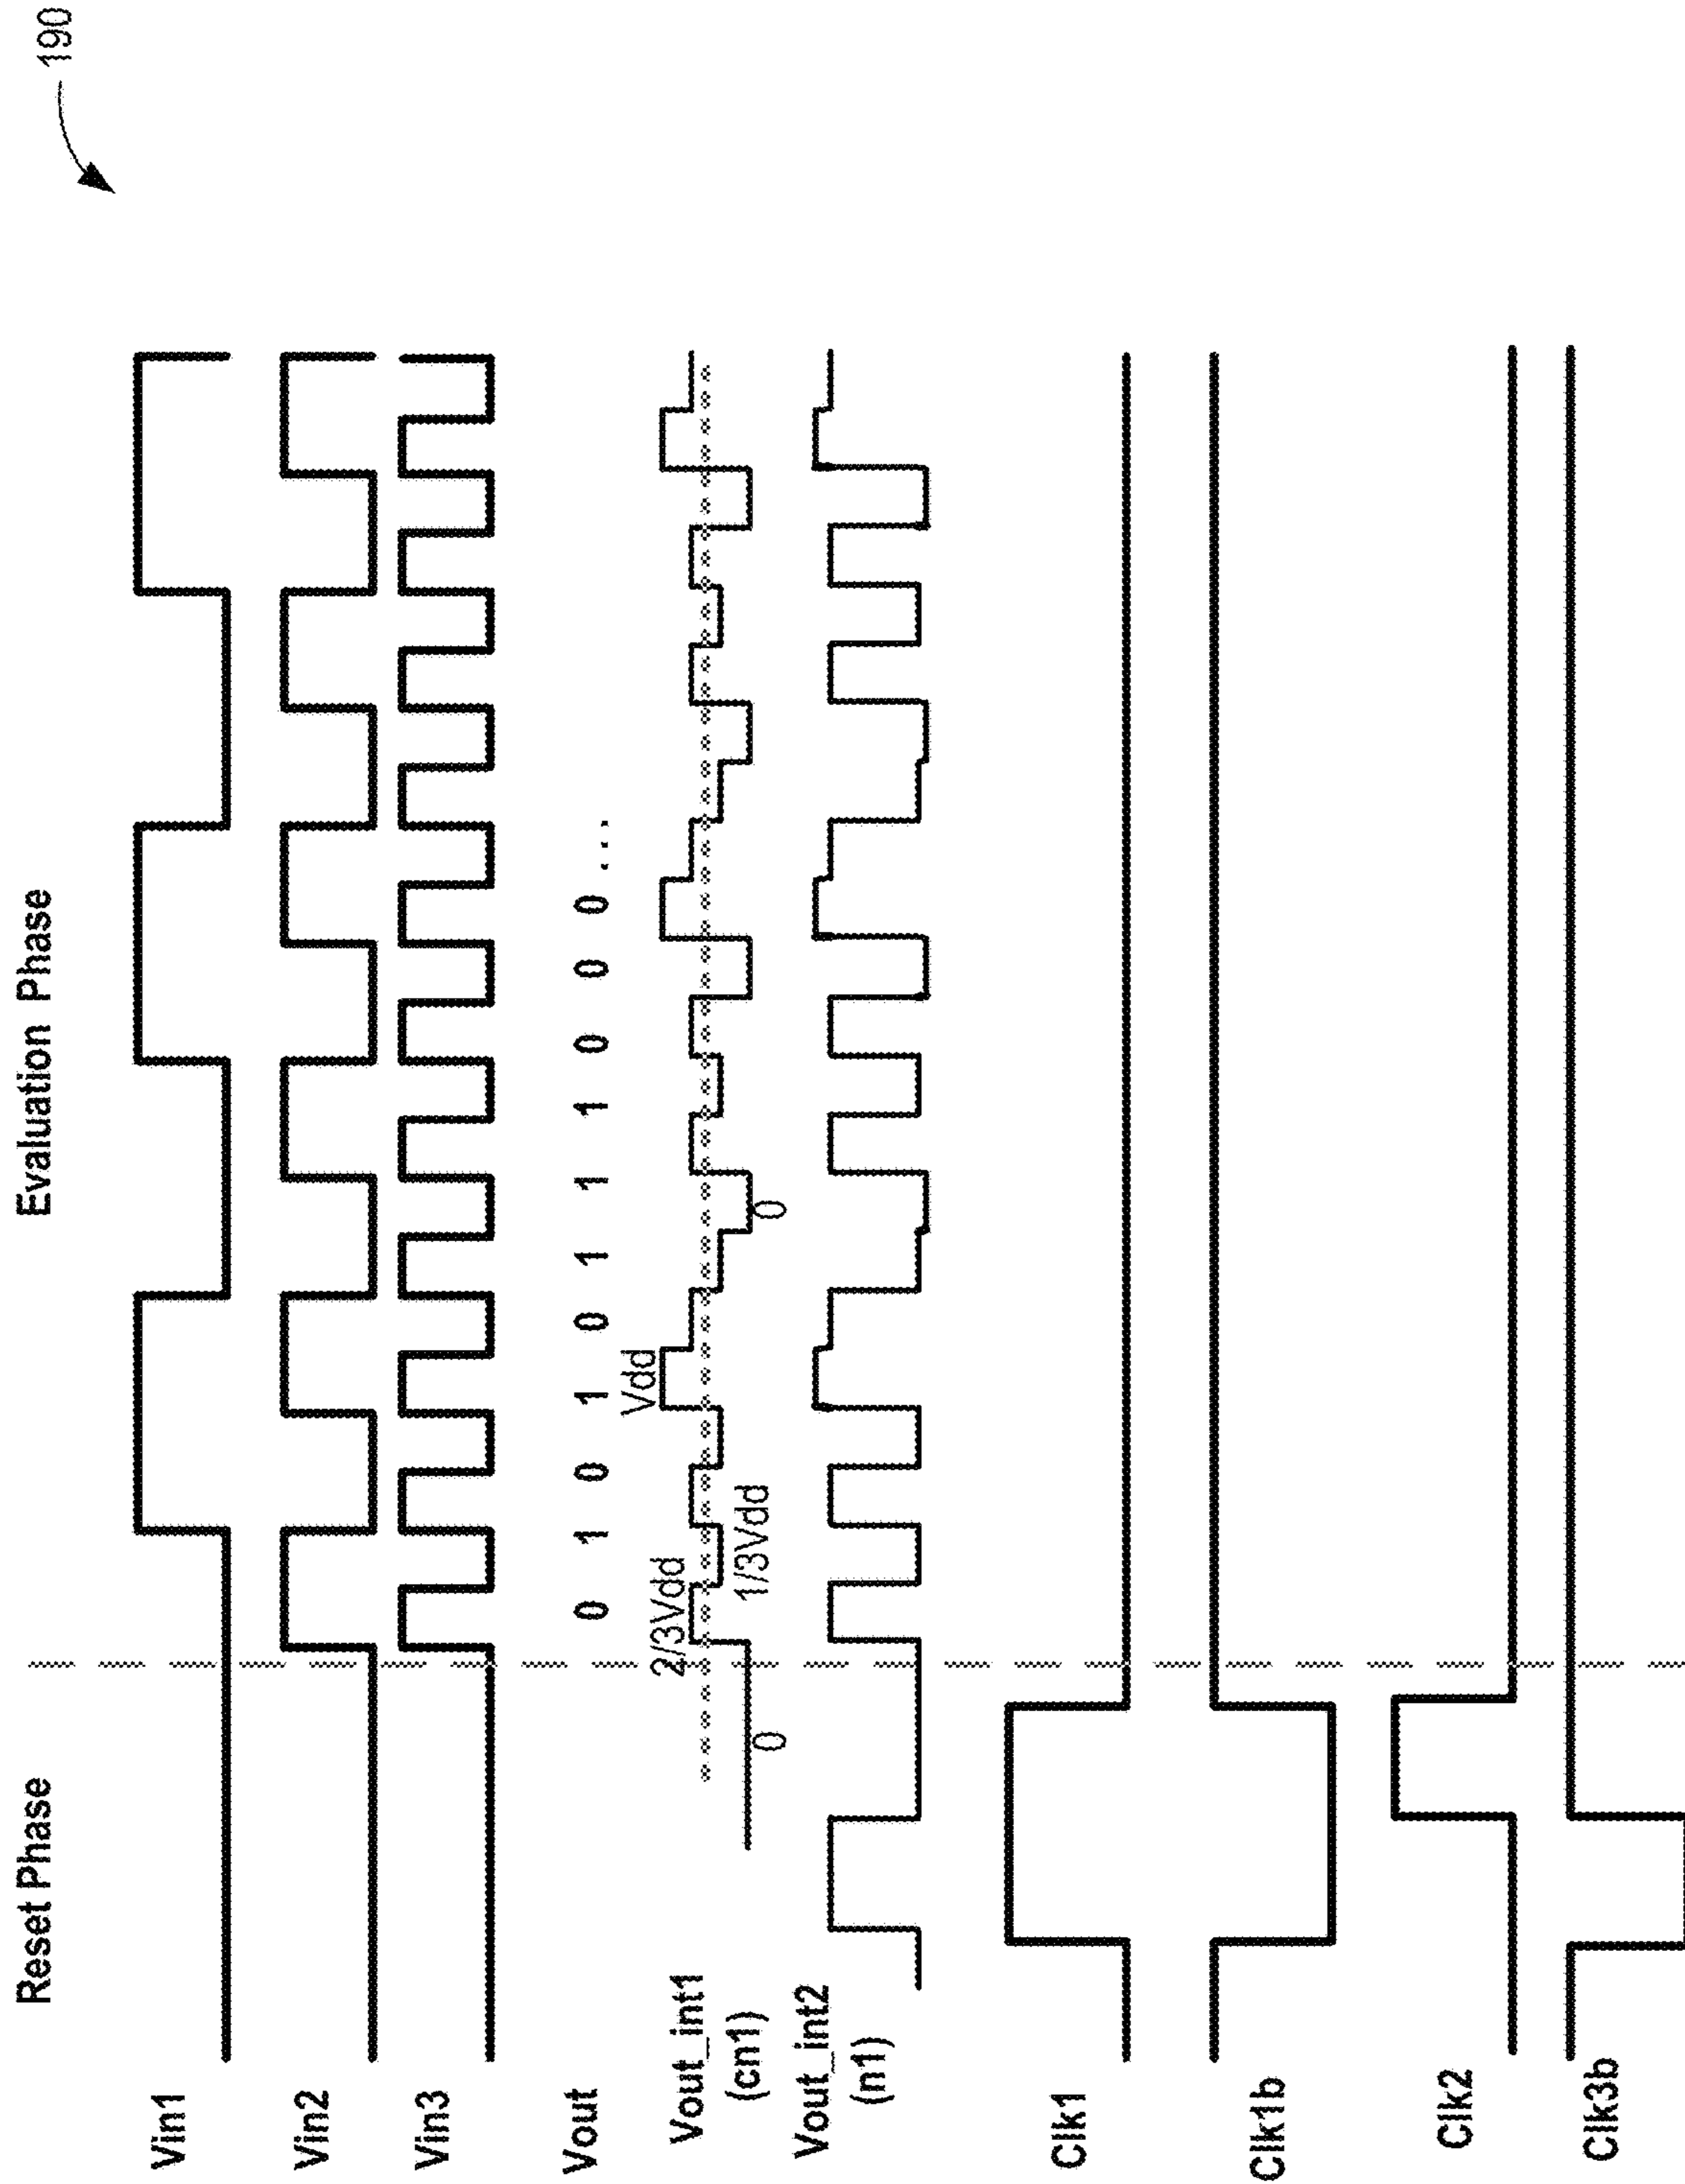 190
Reset Phase
Evaluation Phase
Vin1
Vin2
Vin3
Vout
0 1 0 1 0 1 1 1 0 0 0 ...
Vdd
2/3Vdd
Vout_int1
(cn1)
1/3Vdd
0
0
Vout_int2
(n1)
Clk1
Clk1b
Clk2
Clk3b